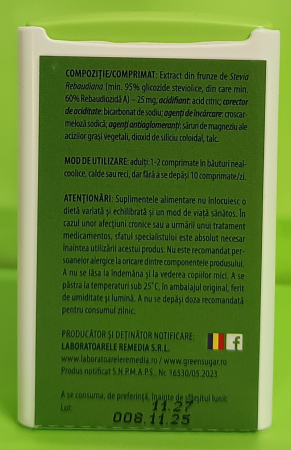 COMPOZIȚIE/COMPRIMAT: Extract din frunze de Stevia
Rebaudiana (min. 95% glicozide steviolice, din care min.
60% Rebaudiozidă A) – 25 mg; acidifiant: acid citric; corector
de aciditate: bicarbonat de sodiu; agenți de încărcare: croscar-
meloză sodică; agenți antiaglomeranți: săruri de magneziu ale
acizilor grași vegetali, dioxid de siliciu coloidal, talc.
MOD DE UTILIZARE: adulți: 1-2 comprimate în băuturi neal-
coolice, calde sau reci, dar fără a se depăși 10 comprimate/zi.
ATENȚIONĂRI: Suplimentele alimentare nu înlocuiesc o
dietă variată și echilibrată și un mod de viață sănătos. În
cazul unor afecțiuni cronice sau a urmării unui tratament
medicamentos, sfatul specialistului este absolut necesar
înaintea utilizării acestui produs. Nu este recomandat per-
soanelor alergice la oricare dintre componentele produsului.
A nu se lăsa la îndemâna și la vederea copiilor mici. A se
păstra la temperaturi sub 25°C, în ambalajul original, ferit
de umiditate și lumină. A nu se depăși doza recomandată
pentru consumul zilnic.
PRODUCĂTOR ȘI DEȚINĂTOR NOTIFICARE:
LABORATOARELE REMEDIA S.R.L.
www.laboratoareleremedia.ro / www.greensugar.ro
Produs notificat S.N.P.M.A.P.S. Nr. 16530/05.2023
A se consuma, de preferință, înainte de sfârșitul lunii:
Lot: 11.27
008.11.25